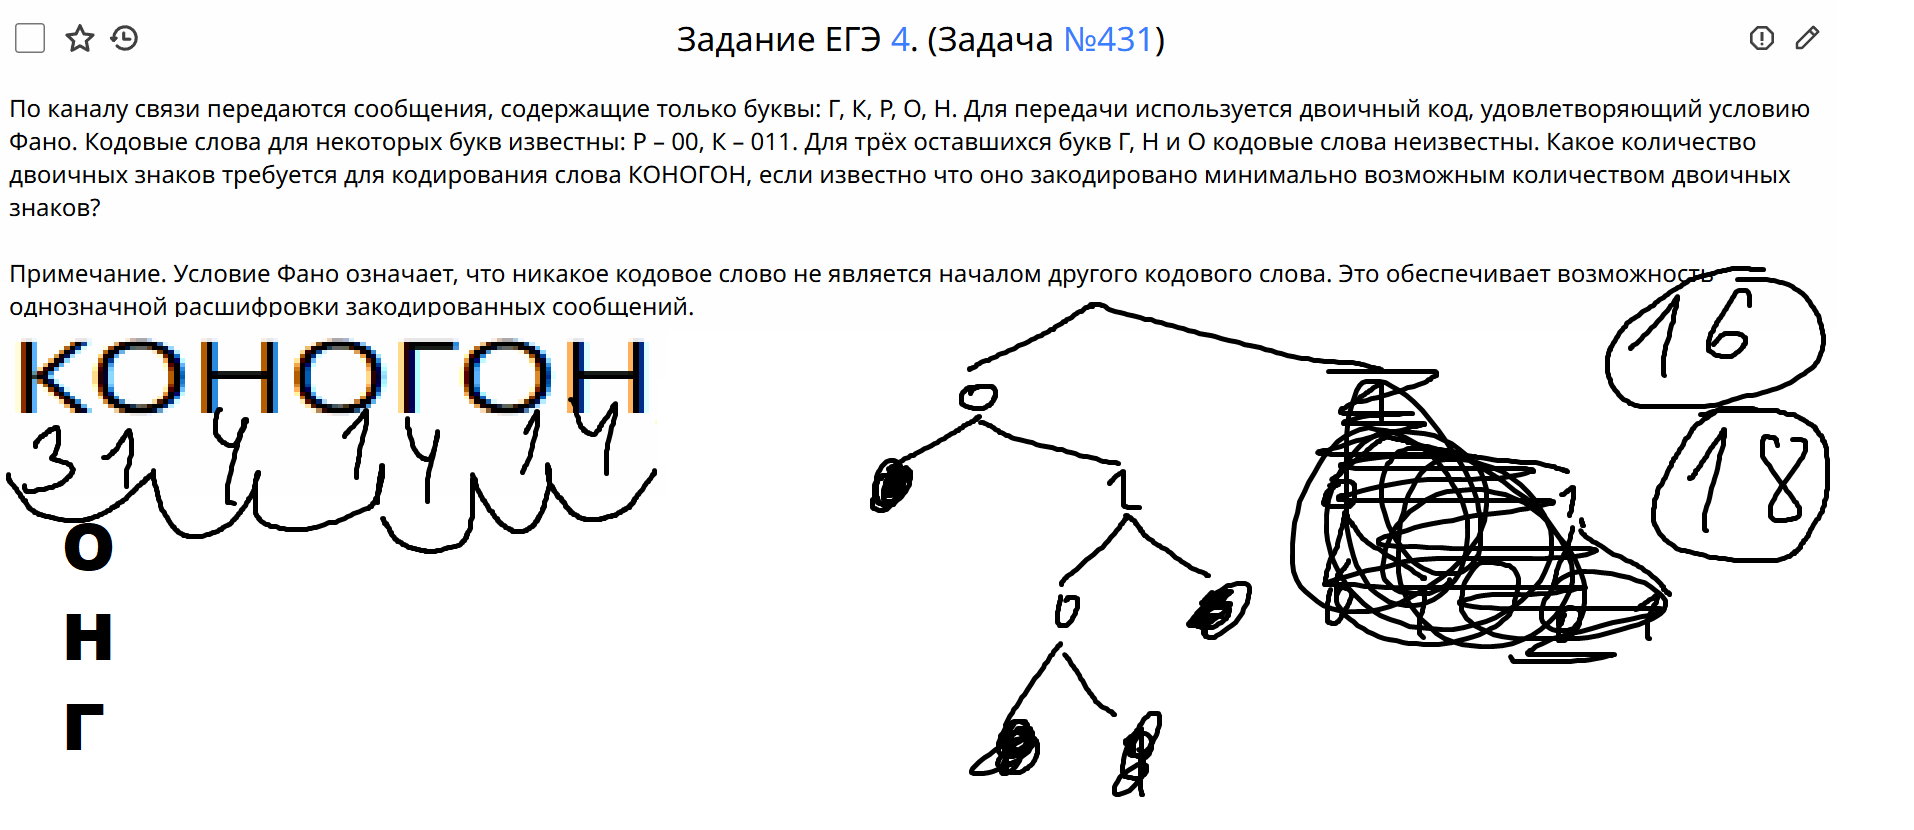 Задание ЕГЭ 4. (Задача №431)
По каналу связи передаются сообщения, содержащие только буквы: Г, К, Р, О, Н. Для передачи используется двоичный код, удовлетворяющий условию
Фано. Кодовые слова для некоторых букв известны: Р – 00, К – 011. Для трёх оставшихся букв Г, Н и О кодовые слова неизвестны. Какое количество
двоичных знаков требуется для кодирования слова КОНОГОН, если известно что оно закодировано минимально возможным количеством двоичных
знаков?
Примечание. Условие Фано означает, что никакое кодовое слово не является началом другого кодового слова. Это обеспечивает возможность
однозначной расшифровки закодированных сообщений.
16
КОНОГОН
3 1 4 1 4 1 4
18
0
1
0
1
О
Н
Г
0